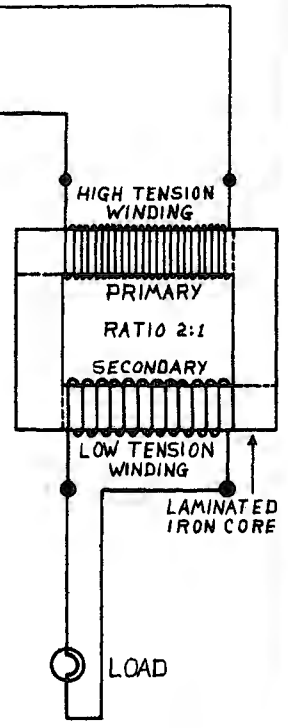 HIGH TENSION
WINDING
PRIMARY
RATIO 2:1
SECONDARY
LOW TENSION
WINDING
LAMINATED
IRON CORE
LOAD